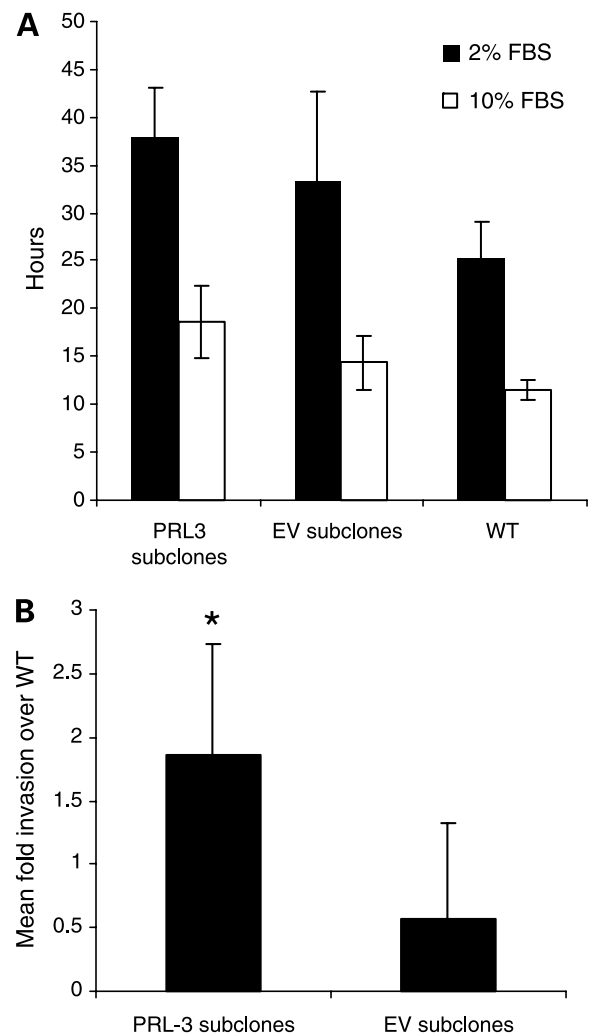 A
50
45
40
35
30
25
20
15
10
5
0
Hours
2% FBS
10% FBS
PRL3
subclones
EV subclones
WT
B
3
2.5
2
1.5
1
0.5
0
Mean fold invasion over WT
*
PRL-3 subclones
EV subclones